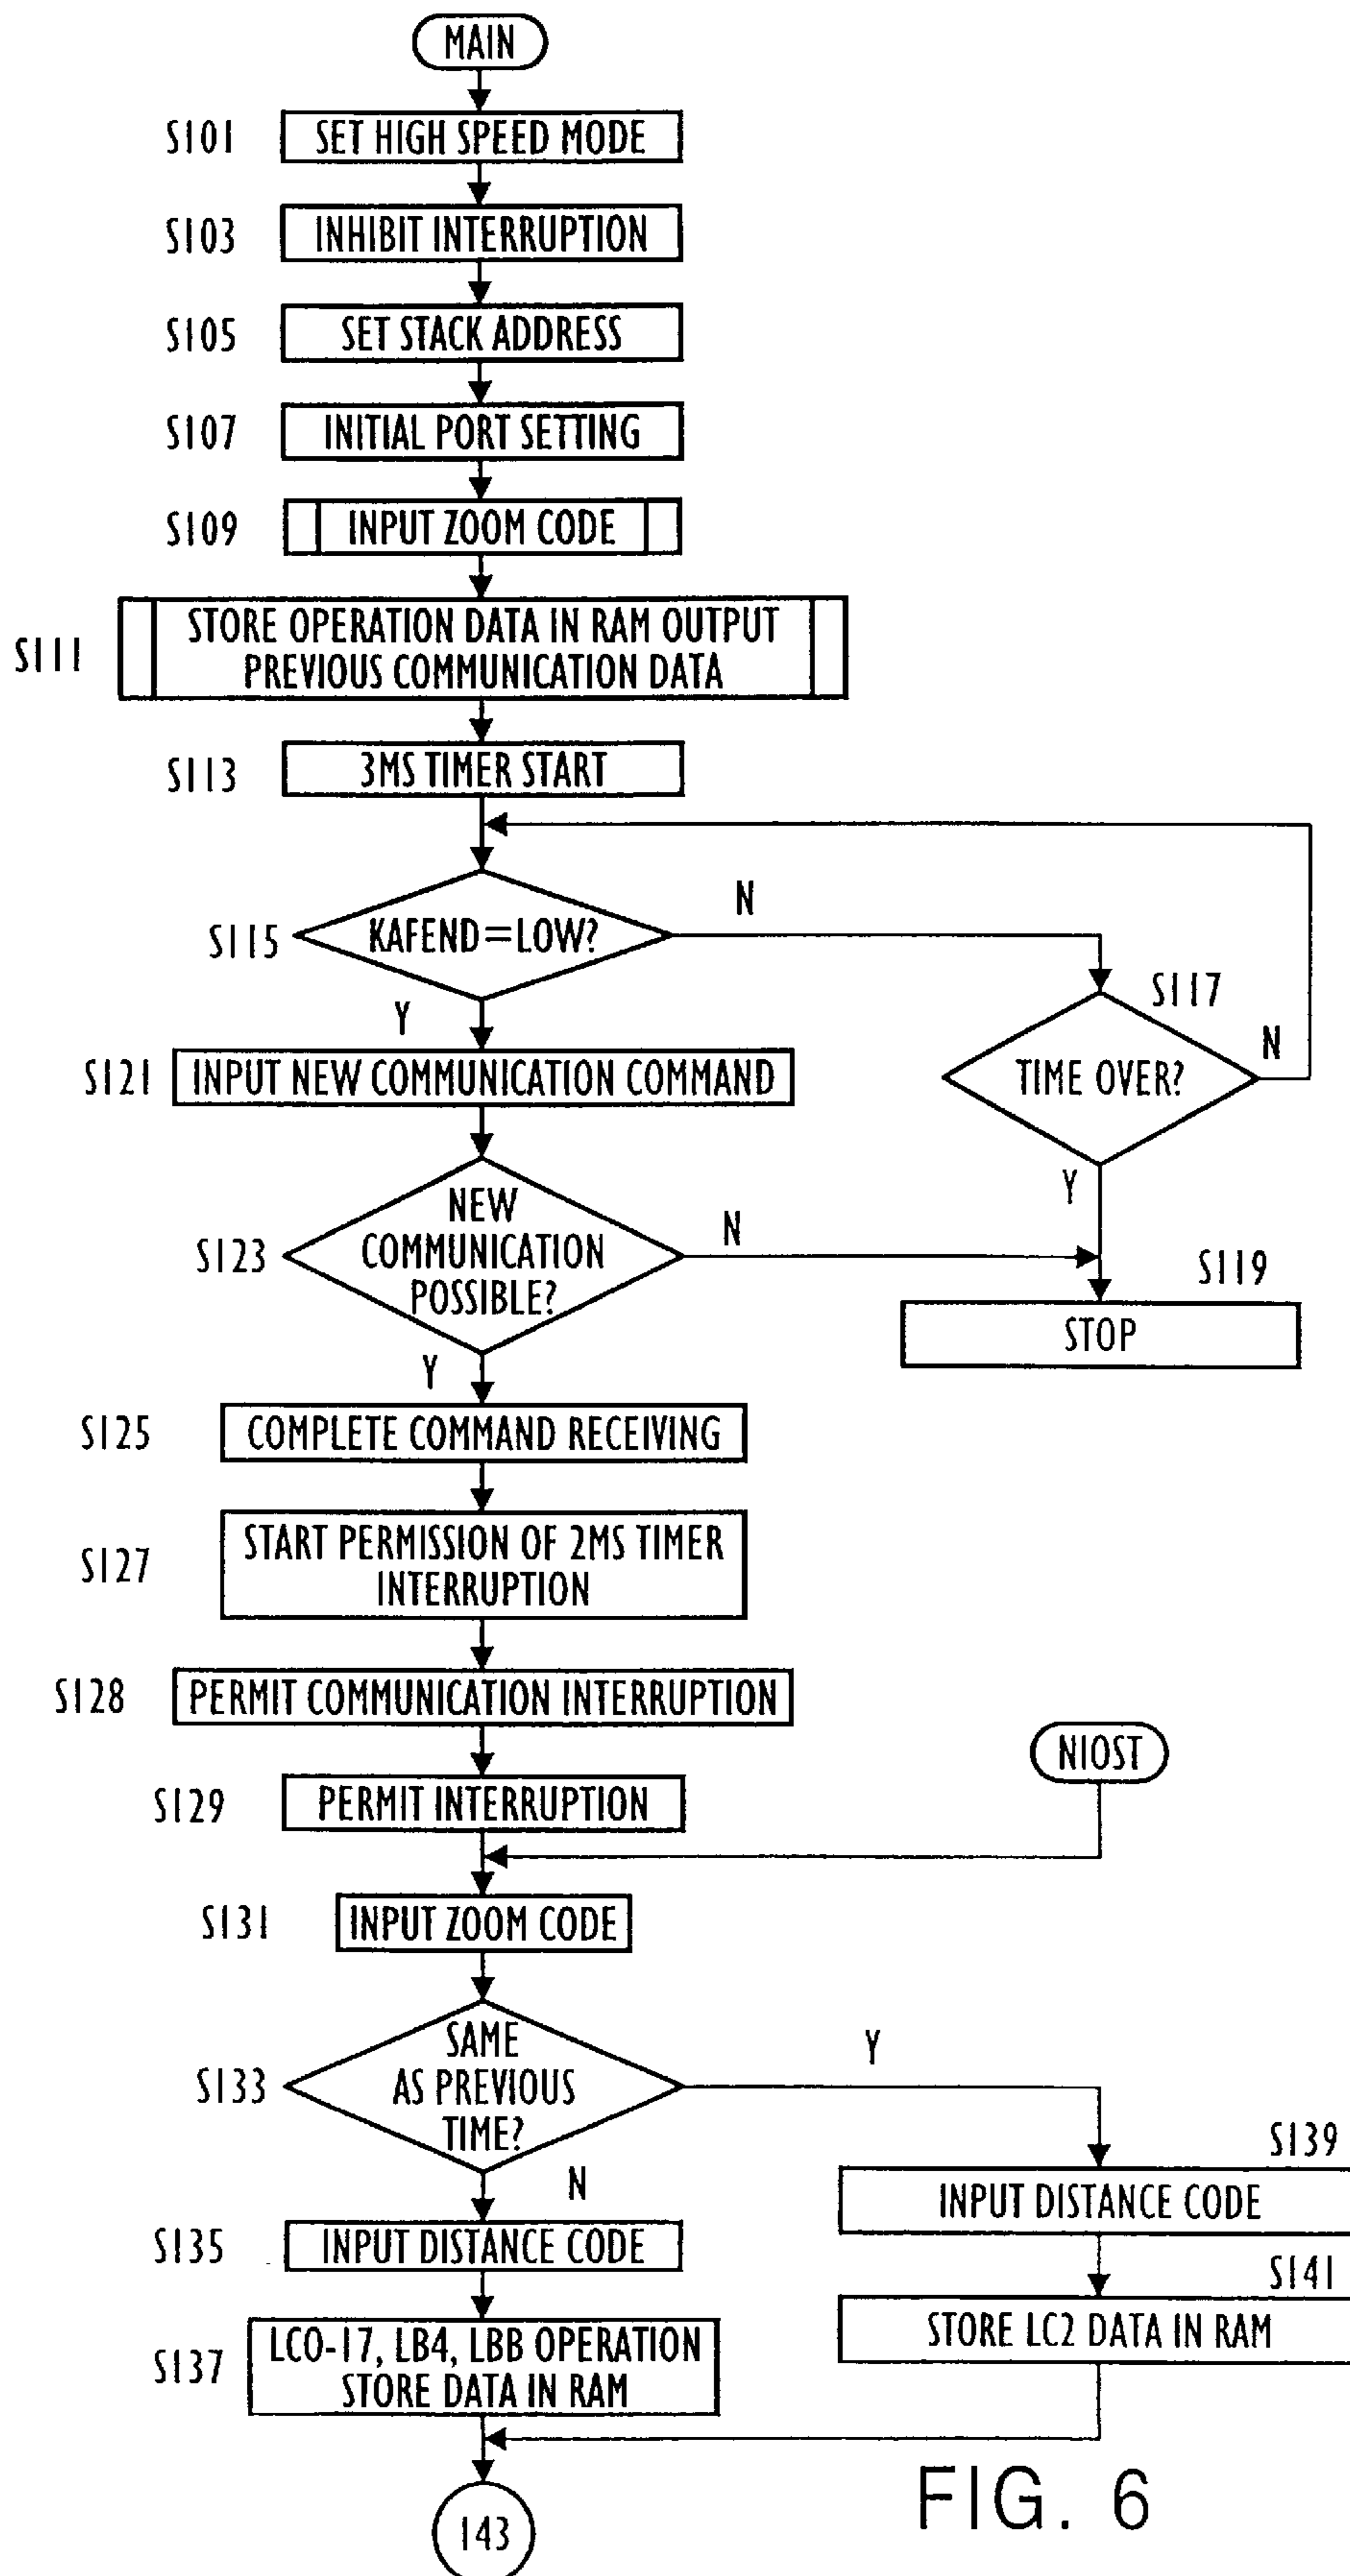 MAIN
S101
SET HIGH SPEED MODE
S103
INHIBIT INTERRUPTION
S105
SET STACK ADDRESS
S107
INITIAL PORT SETTING
S109
INPUT ZOOM CODE
S111
STORE OPERATION DATA IN RAM OUTPUT
PREVIOUS COMMUNICATION DATA
S113
3MS TIMER START
S115
KAFEND=LOW?
N
Y
S117
TIME OVER?
N
Y
S121
INPUT NEW COMMUNICATION COMMAND
S123
NEW
COMMUNICATION
POSSIBLE?
N
Y
S119
STOP
S125
COMPLETE COMMAND RECEIVING
S127
START PERMISSION OF 2MS TIMER
INTERRUPTION
S128
PERMIT COMMUNICATION INTERRUPTION
NIOST
S129
PERMIT INTERRUPTION
S131
INPUT ZOOM CODE
S133
SAME
AS PREVIOUS
TIME?
Y
N
S139
INPUT DISTANCE CODE
S135
INPUT DISTANCE CODE
S141
STORE LC2 DATA IN RAM
S137
LC0-17, LB4, LBB OPERATION
STORE DATA IN RAM
143
FIG. 6